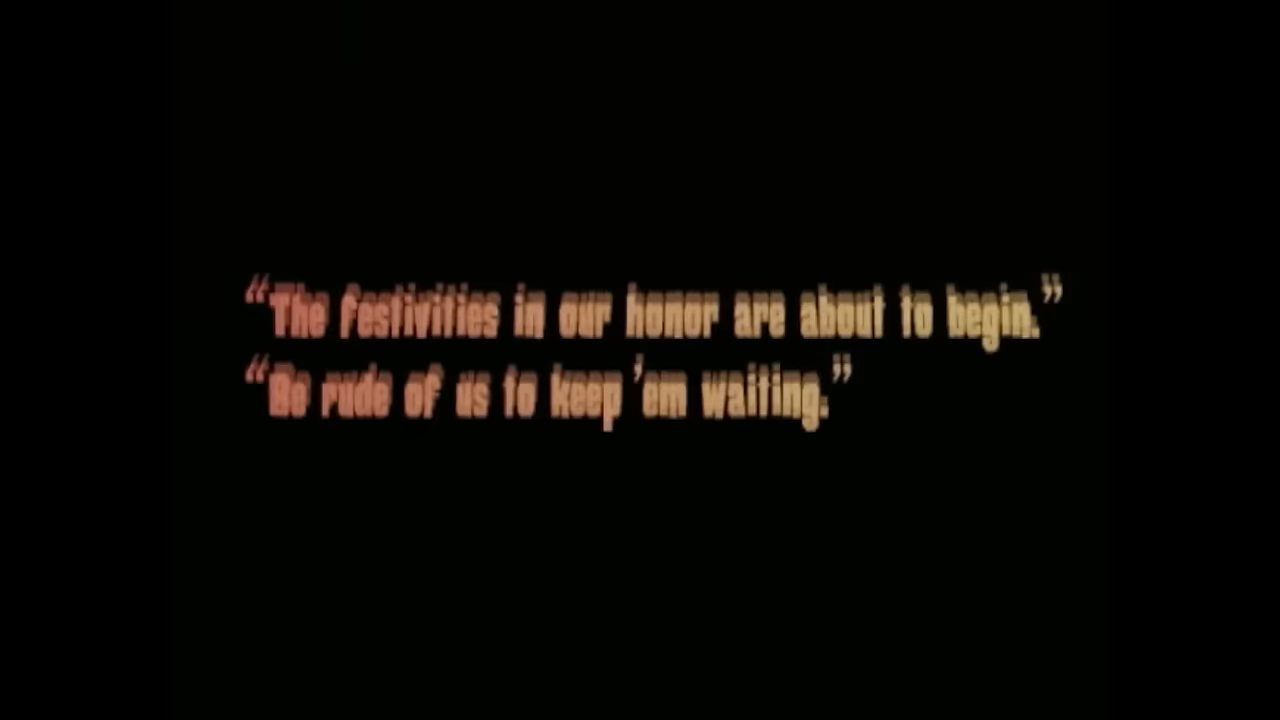 “The festivities in our honor are about to begin.”
“Be rude of us to keep ’em waiting.”